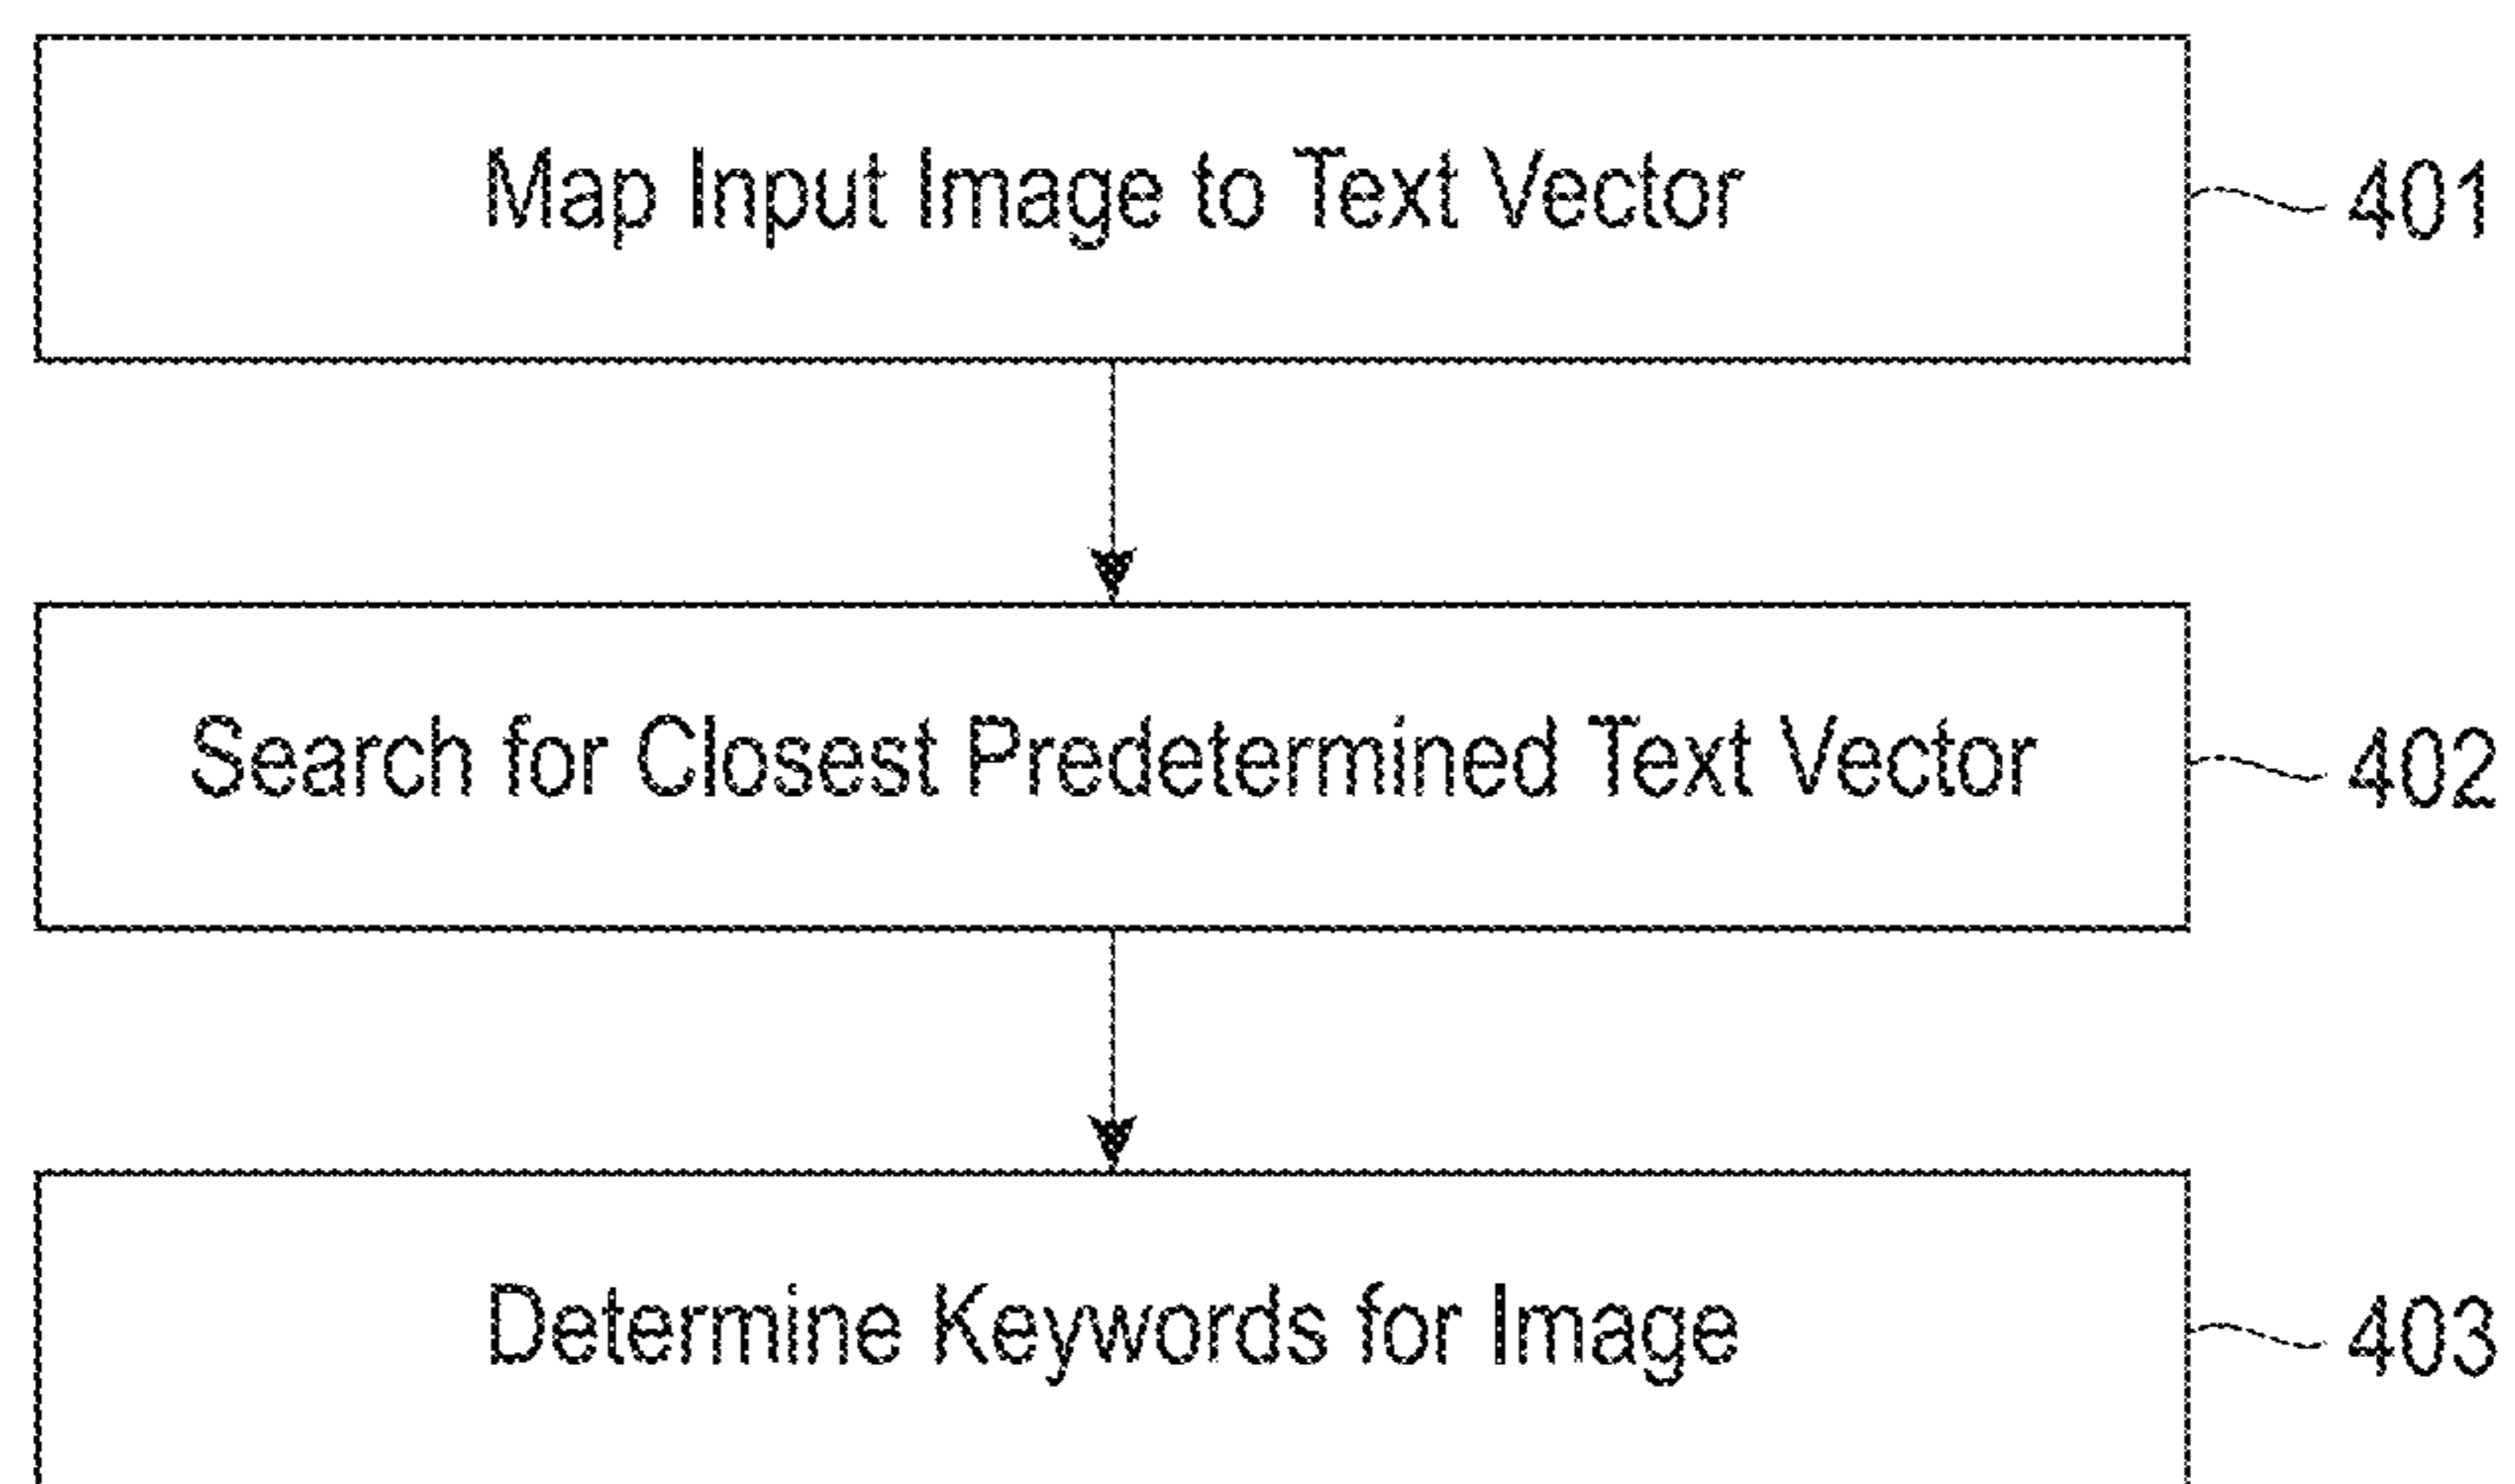 Map Input Image to Text Vector
401
Search for Closest Predetermined Text Vector
402
Determine Keywords for Image
403